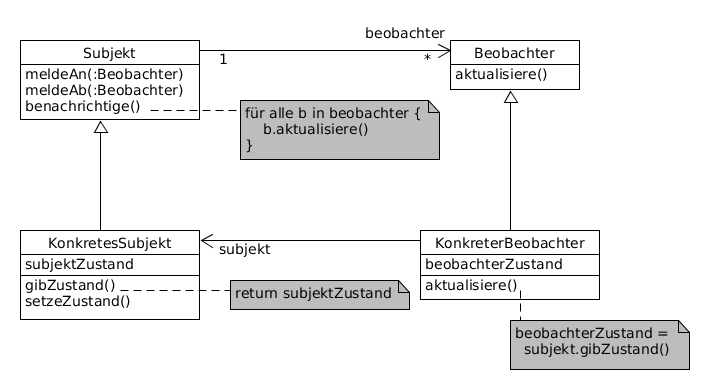 Subjekt
meldeAn(:Beobachter)
meldeAb(:Beobachter)
benachrichtige()
beobachter
1
*
Beobachter
aktualisiere()
für alle b in beobachter {
b.aktualisiere()
}
KonkretesSubjekt
subjektZustand
gibZustand()
setzeZustand()
subjekt
return subjektZustand
KonkreterBeobachter
beobachterZustand
aktualisiere()
beobachterZustand =
subjekt.gibZustand()